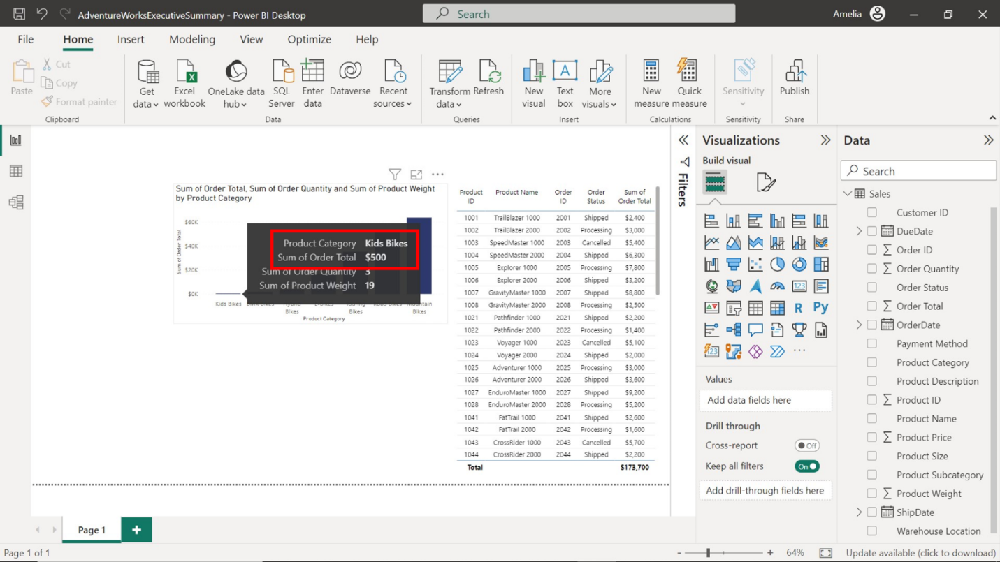 AdventureWorksExecutiveSummary - Power BI Desktop
Search
Amelia
File Home Insert Modeling View Optimize Help
Paste
Cut
Copy
Format painter
Clipboard
Get data
Excel workbook
OneLake data hub
SQL Server
Enter data
Dataverse
Recent sources
Data
Transform data
Refresh
Queries
New visual
Text box
More visuals
Insert
New measure
Quick measure
Calculations
Sensitivity
Sensitivity
Publish
Share
Sum of Order Total, Sum of Order Quantity and Sum of Product Weight
by Product Category
Sum of Order Total
$60K
$40K
$20K
$0K
Product Category Kids Bikes
Sum of Order Total $500
Sum of Order Quantity 3
Sum of Product Weight 19
Kids Bikes
Bikes
Bikes
Bikes
Product Category
Product ID Product Name Order ID Order Status Sum of Order Total
1001 TrailBlazer 1000 2001 Shipped $2,400
1002 TrailBlazer 2000 2002 Processing $3,000
1003 SpeedMaster 1000 2003 Cancelled $5,400
1004 SpeedMaster 2000 2004 Shipped $6,300
1005 Explorer 1000 2005 Processing $7,800
1006 Explorer 2000 2006 Shipped $3,200
1007 GravityMaster 1000 2007 Shipped $8,800
1008 GravityMaster 2000 2008 Processing $2,500
1021 Pathfinder 1000 2021 Shipped $2,200
1022 Pathfinder 2000 2022 Processing $1,400
1023 Voyager 1000 2023 Cancelled $5,100
1024 Voyager 2000 2024 Shipped $2,000
1025 Adventurer 1000 2025 Processing $3,000
1026 Adventurer 2000 2026 Shipped $3,600
1027 EnduroMaster 1000 2027 Shipped $9,200
1028 EnduroMaster 2000 2028 Processing $5,200
1041 FatTrail 1000 2041 Shipped $2,600
1042 FatTrail 2000 2042 Processing $1,600
1043 CrossRider 1000 2043 Cancelled $5,700
1044 CrossRider 2000 2044 Shipped $2,200
Total $173,700
Filters
Visualizations
Build visual
123
R
Py
123
Values
Add data fields here
Drill through
Cross-report Off
Keep all filters On
Add drill-through fields here
Data
Search
Sales
Customer ID
DueDate
Order ID
Order Quantity
Order Status
Order Total
OrderDate
Payment Method
Product Category
Product Description
Product ID
Product Name
Product Price
Product Size
Product Subcategory
Product Weight
ShipDate
Warehouse Location
Page 1
+
Page 1 of 1
- + 64%
Update available (click to download)